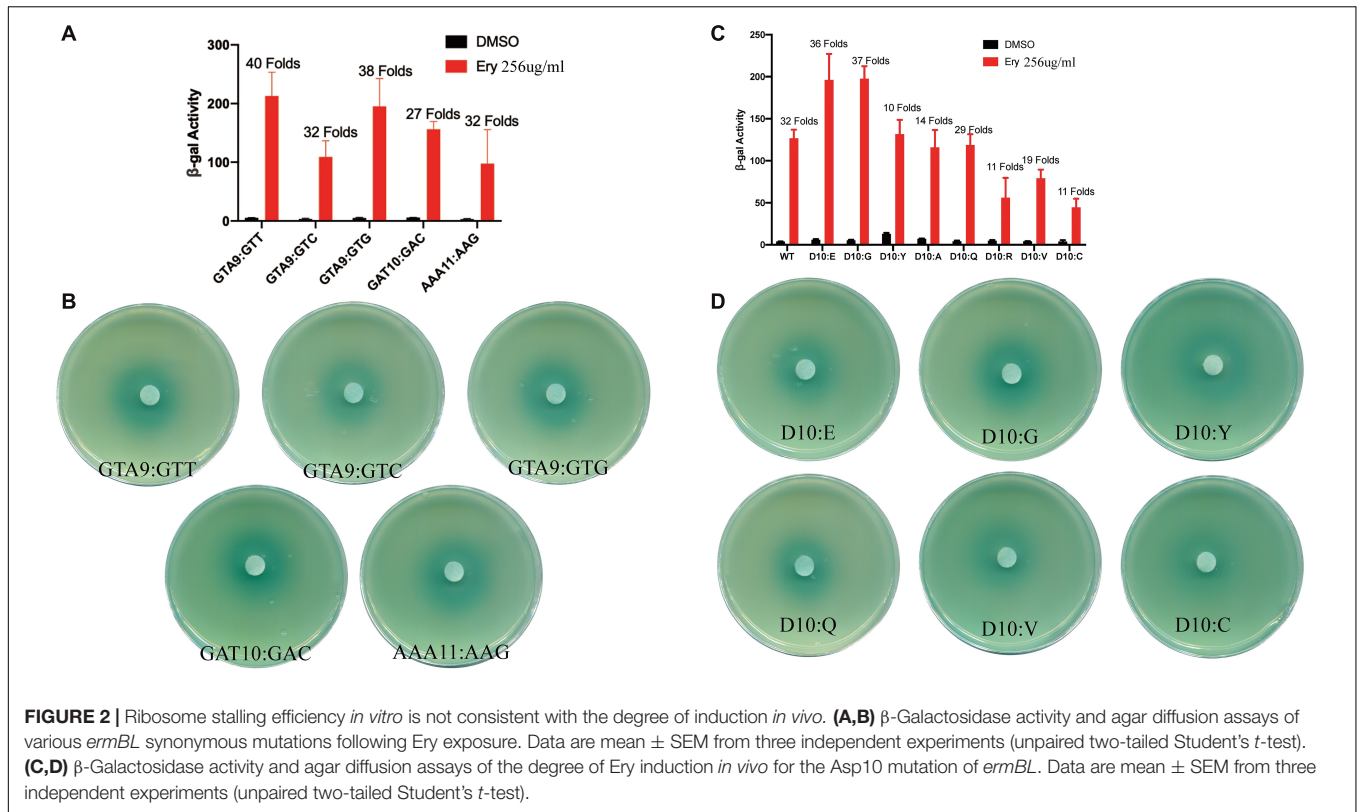 A
DMSO
Ery 256ug/ml
300
200
100
0
β-gal Activity
40 Folds
32 Folds
38 Folds
27 Folds
32 Folds
GTA9:GTT
GTA9:GTC
GTA9:GTG
GAT10:GAC
AAA11:AAG
C
DMSO
Ery 256ug/ml
250
200
150
100
50
0
β-gal Activity
32 Folds
36 Folds
37 Folds
10 Folds
14 Folds
29 Folds
11 Folds
19 Folds
11 Folds
WT
D10:E
D10:G
D10:Y
D10:A
D10:Q
D10:R
D10:V
D10:C
B
GTA9:GTT
GTA9:GTC
GTA9:GTG
GAT10:GAC
AAA11:AAG
D
D10:E
D10:G
D10:Y
D10:Q
D10:V
D10:C
FIGURE 2 | Ribosome stalling efficiency in vitro is not consistent with the degree of induction in vivo. (A,B) β-Galactosidase activity and agar diffusion assays of
various ermBL synonymous mutations following Ery exposure. Data are mean ± SEM from three independent experiments (unpaired two-tailed Student's t-test).
(C,D) β-Galactosidase activity and agar diffusion assays of the degree of Ery induction in vivo for the Asp10 mutation of ermBL. Data are mean ± SEM from three
independent experiments (unpaired two-tailed Student's t-test).